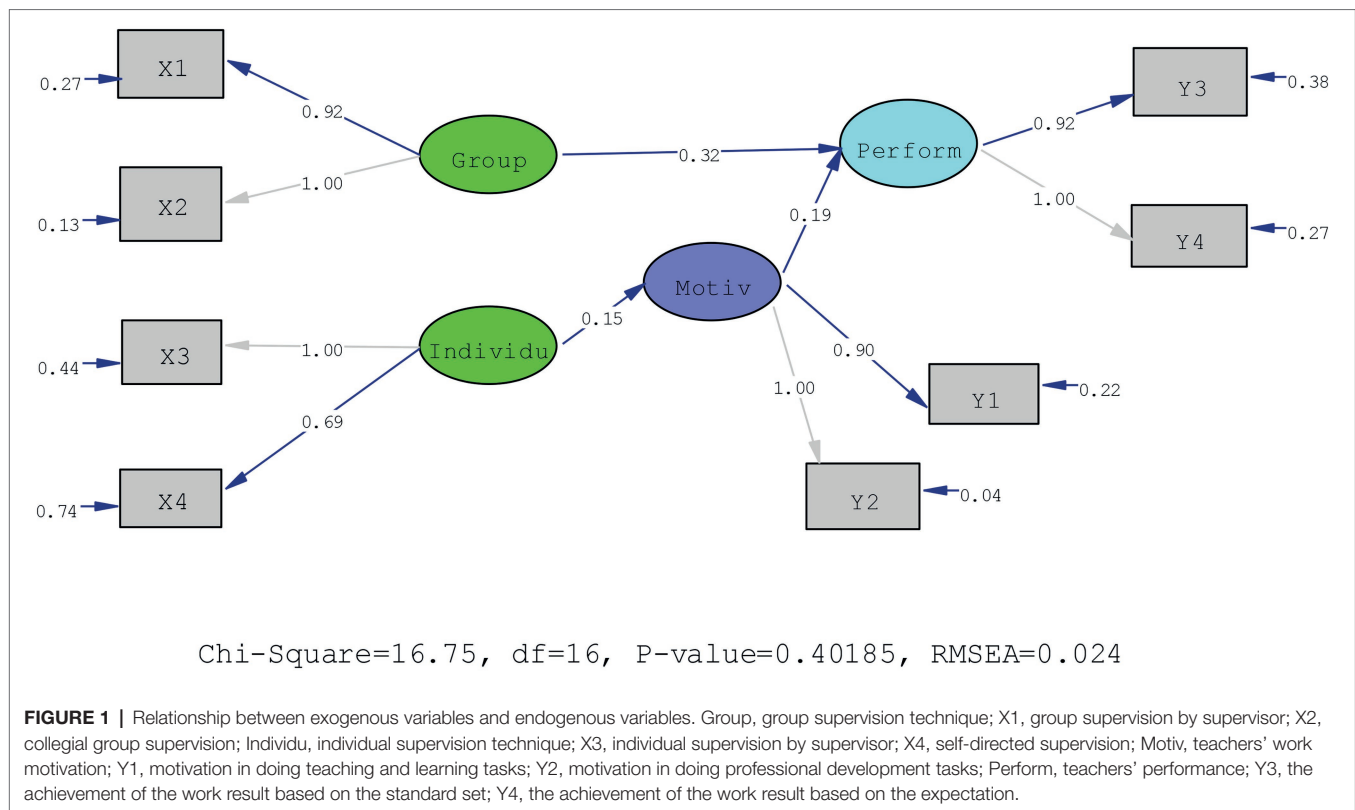 X1
0.27
0.92
Group
X2
0.13
1.00
0.32
Perform
Y3
0.38
0.92
1.00
Y4
0.27
0.19
Motiv
X3
0.44
1.00
Individu
0.15
0.69
X4
0.74
0.90
Y1
0.22
1.00
Y2
0.04
Chi-Square=16.75, df=16, P-value=0.40185, RMSEA=0.024
FIGURE 1 | Relationship between exogenous variables and endogenous variables. Group, group supervision technique; X1, group supervision by supervisor; X2,
collegial group supervision; Individu, individual supervision technique; X3, individual supervision by supervisor; X4, self-directed supervision; Motiv, teachers' work
motivation; Y1, motivation in doing teaching and learning tasks; Y2, motivation in doing professional development tasks; Perform, teachers' performance; Y3, the
achievement of the work result based on the standard set; Y4, the achievement of the work result based on the expectation.